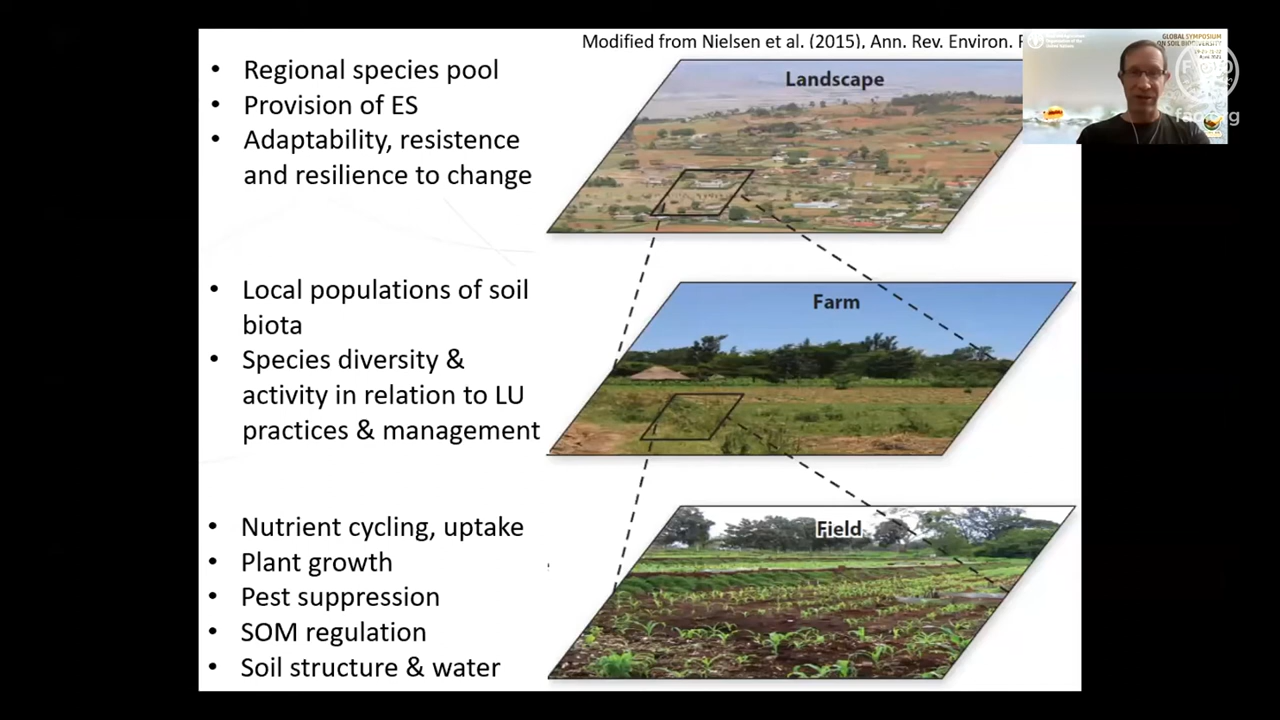 Modified from Nielsen et al. (2015), Ann. Rev. Environ.
• Regional species pool
• Provision of ES
• Adaptability, resistence
and resilience to change
Landscape
• Local populations of soil
biota
• Species diversity &
activity in relation to LU
practices & management
Farm
• Nutrient cycling, uptake
• Plant growth
• Pest suppression
• SOM regulation
• Soil structure & water
Field
GLOBAL SYMPOSIUM
ON SOIL BIODIVERSITY